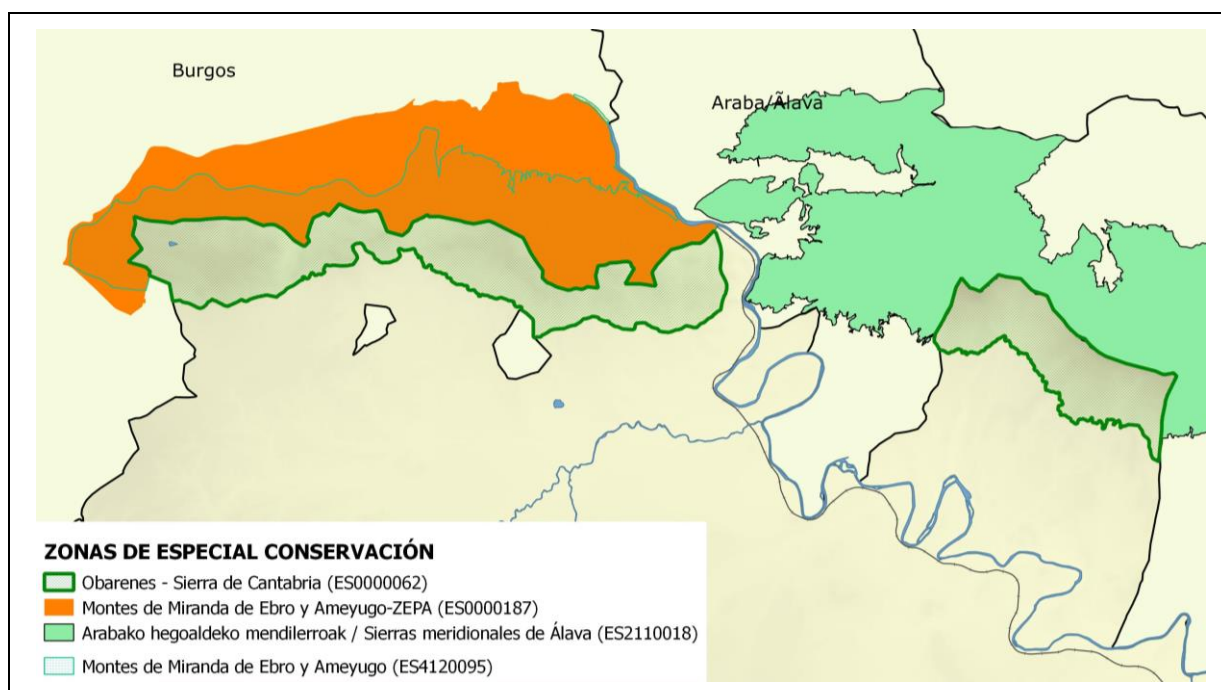 Burgos
Araba/Ãlava
ZONAS DE ESPECIAL CONSERVACIÓN
Obarenes - Sierra de Cantabria (ES0000062)
Montes de Miranda de Ebro y Ameyugo-ZEPA (ES0000187)
Arabako hegoaldeko mendilerroak / Sierras meridionales de Álava (ES2110018)
Montes de Miranda de Ebro y Ameyugo (ES4120095)